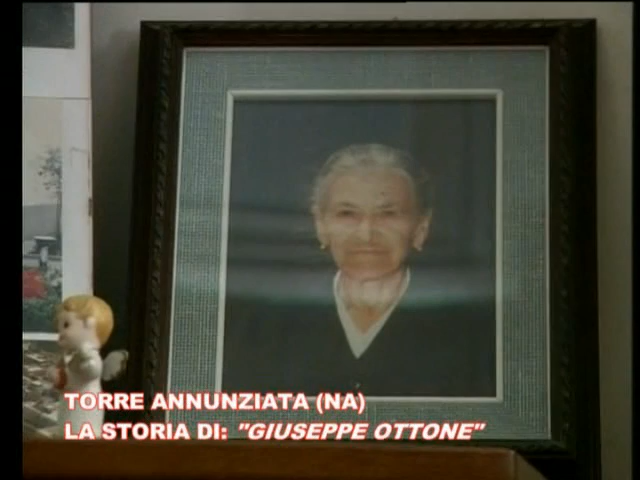 TORRE ANNUNZIATA (NA)
LA STORIA DI: "GIUSEPPE OTTONE"